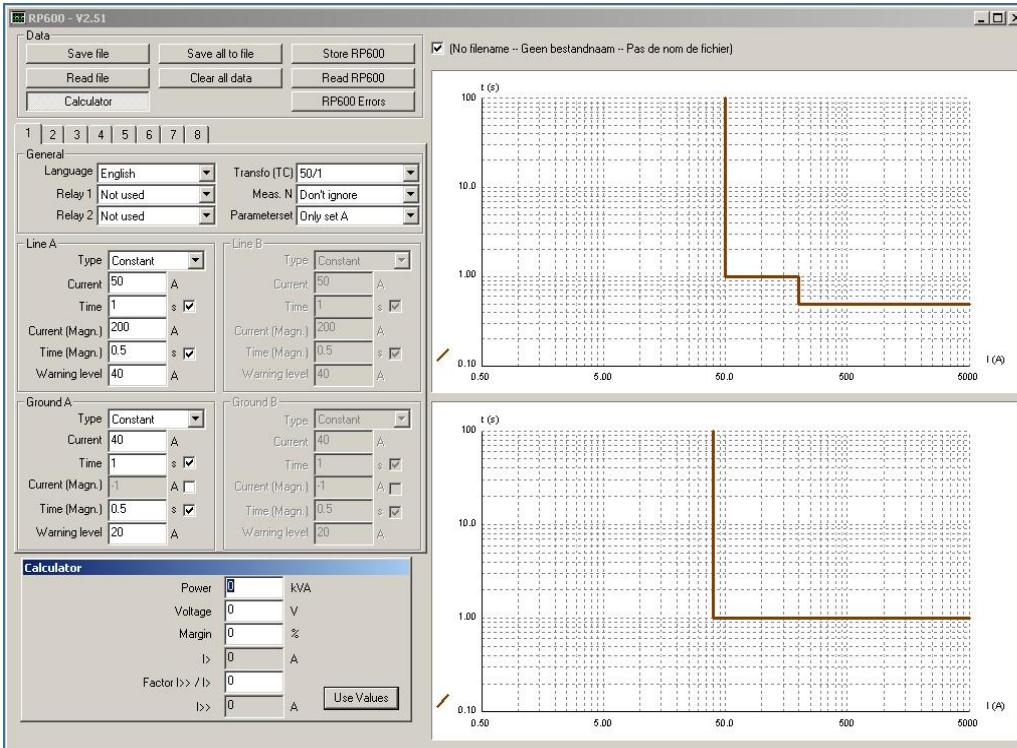 RP600 - V2.51
Data
Save file Save all to file Store RP600
Read file Clear all data Read RP600
Calculator RP600 Errors
1 2 3 4 5 6 7 8
General
Language English Transfo (TC) 50/1
Relay 1 Not used Meas. N Don't ignore
Relay 2 Not used Parameterset Only set A
Line A
Type Constant
Current 50 A
Time 1 s
Current (Magn.) 200 A
Time (Magn.) 0.5 s
Warning level 40 A
Line B
Type Constant
Current 50 A
Time 1 s
Current (Magn.) 200 A
Time (Magn.) 0.5 s
Warning level 40 A
Ground A
Type Constant
Current 40 A
Time 1 s
Current (Magn.) -1 A
Time (Magn.) 0.5 s
Warning level 20 A
Ground B
Type Constant
Current 40 A
Time 1 s
Current (Magn.) -1 A
Time (Magn.) 0.5 s
Warning level 20 A
Calculator
Power 0 kVA
Voltage 0 V
Margin 0 %
I> 0 A
Factor I>> / I> 0
I>> 0 A
Use Values
(No filename -- Geen bestandnaam -- Pas de nom de fichier)
t (s)
100
10.0
1.00
0.10
0.50 5.00 50.0 500 5000
I (A)
t (s)
100
10.0
1.00
0.10
0.50 5.00 50.0 500 5000
I (A)